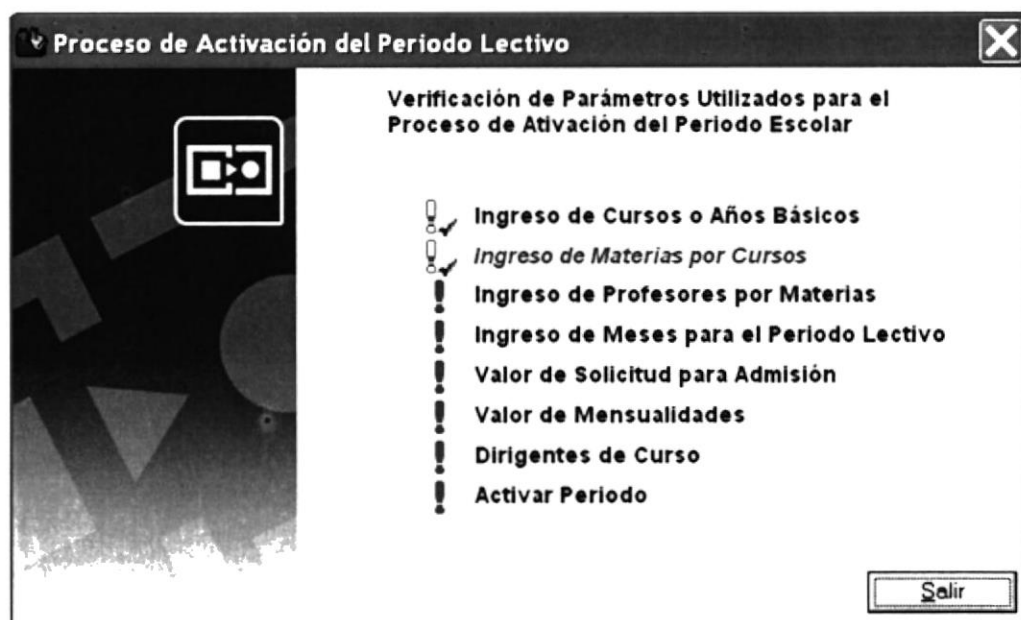 Proceso de Activación del Periodo Lectivo
Verificación de Parámetros Utilizados para el
Proceso de Ativación del Periodo Escolar
Ingreso de Cursos o Años Básicos
Ingreso de Materias por Cursos
Ingreso de Profesores por Materias
Ingreso de Meses para el Periodo Lectivo
Valor de Solicitud para Admisión
Valor de Mensualidades
Dirigentes de Curso
Activar Periodo
Salir